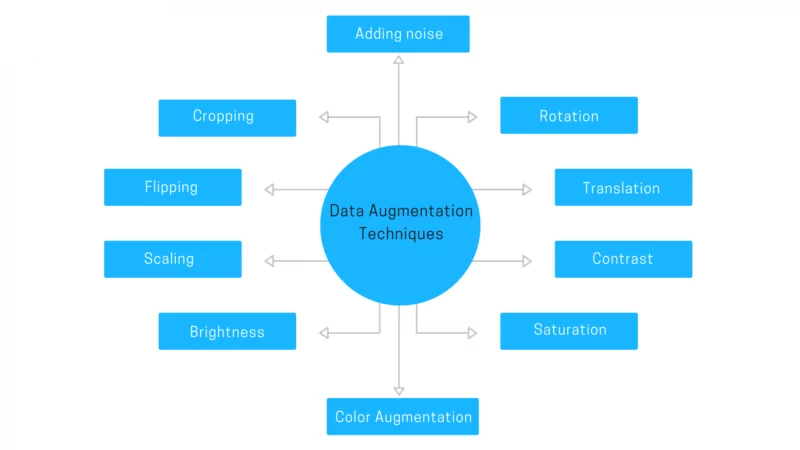 Adding noise
Cropping
Rotation
Flipping
Translation
Data Augmentation
Techniques
Scaling
Contrast
Brightness
Saturation
Color Augmentation